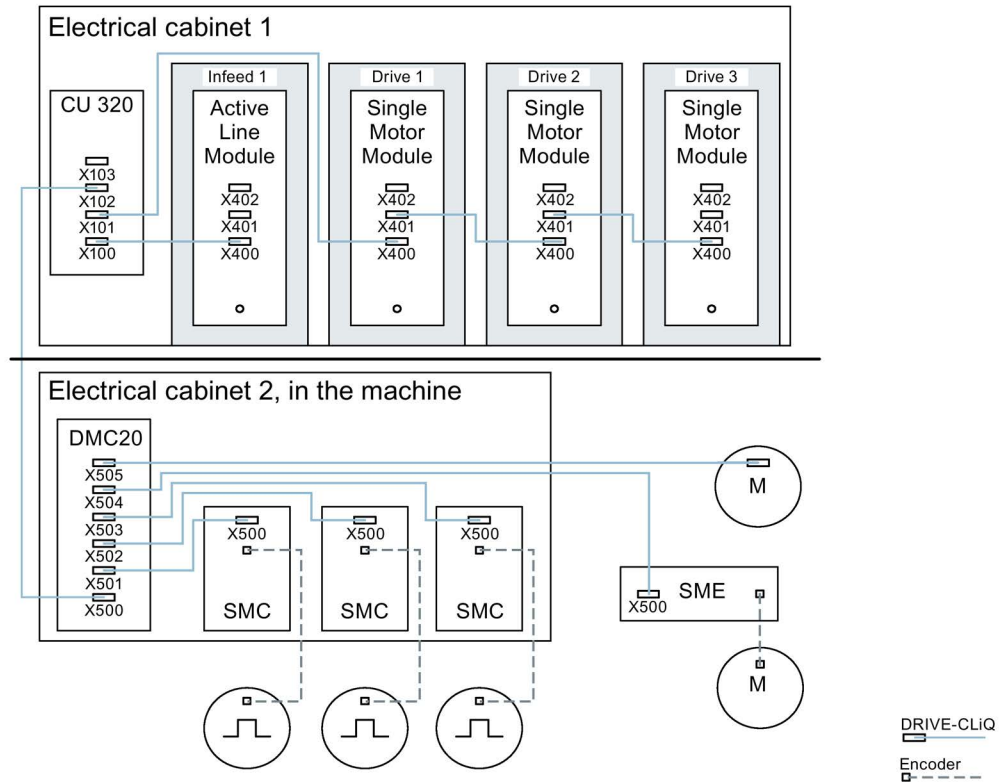 Electrical cabinet 1
Infeed 1
Drive 1
Drive 2
Drive 3
CU 320
X103
X102
X101
X100
Active
Line
Module
X402
X401
X400
Single
Motor
Module
X402
X401
X400
Single
Motor
Module
X402
X401
X400
Single
Motor
Module
X402
X401
X400
Electrical cabinet 2, in the machine
DMC20
X505
X504
X503
X502
X501
X500
X500
SMC
X500
SMC
X500
SMC
M
X500
SME
M
DRIVE-CLiQ
Encoder